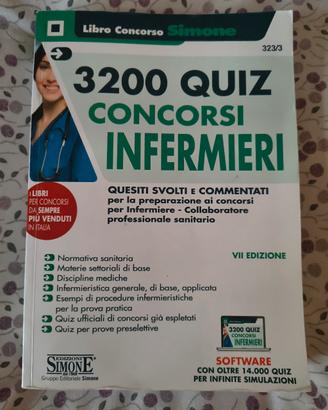 Libro Concorso Simone
323/3
3200 QUIZ
CONCORSI
INFERMIERI
QUESITI SVOLTI E COMMENTATI
per la preparazione ai concorsi
per Infermiere - Collaboratore
professionale sanitario
I LIBRI
PER CONCORSI
DA SEMPRE
PIÙ VENDUTI
IN ITALIA
VII EDIZIONE
Normativa sanitaria
Materie settoriali di base
Discipline mediche
Infermieristica generale, di base, applicata
Esempi di procedure infermieristiche
per la prova pratica
Quiz ufficiali di concorsi già espletati
Quiz per prove preselettive
3200 QUIZ
CONCORSI
INFERMIERI
EDIZIONI
SIMONE
Gruppo Editoriale Simone
SOFTWARE
CON OLTRE 14.000 QUIZ
PER INFINITE SIMULAZIONI